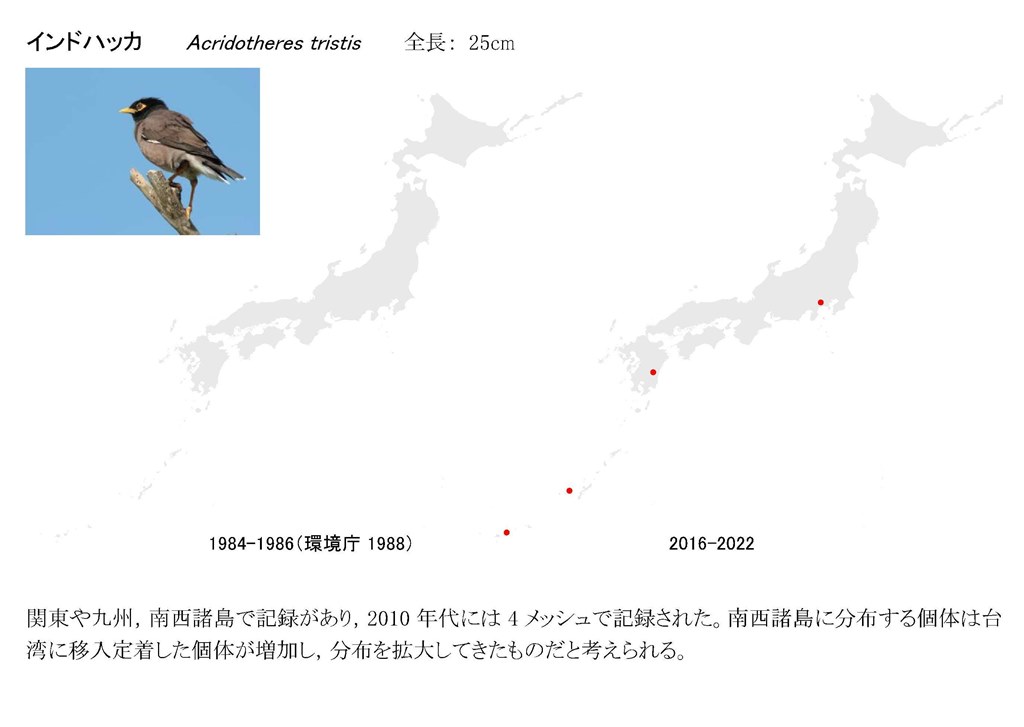 インドハッカ　　Acridotheres tristis　　全長： 25cm
1984-1986（環境庁 1988）
2016-2022
関東や九州，南西諸島で記録があり，2010 年代には 4 メッシュで記録された。南西諸島に分布する個体は台
湾に移入定着した個体が増加し，分布を拡大してきたものだと考えられる。